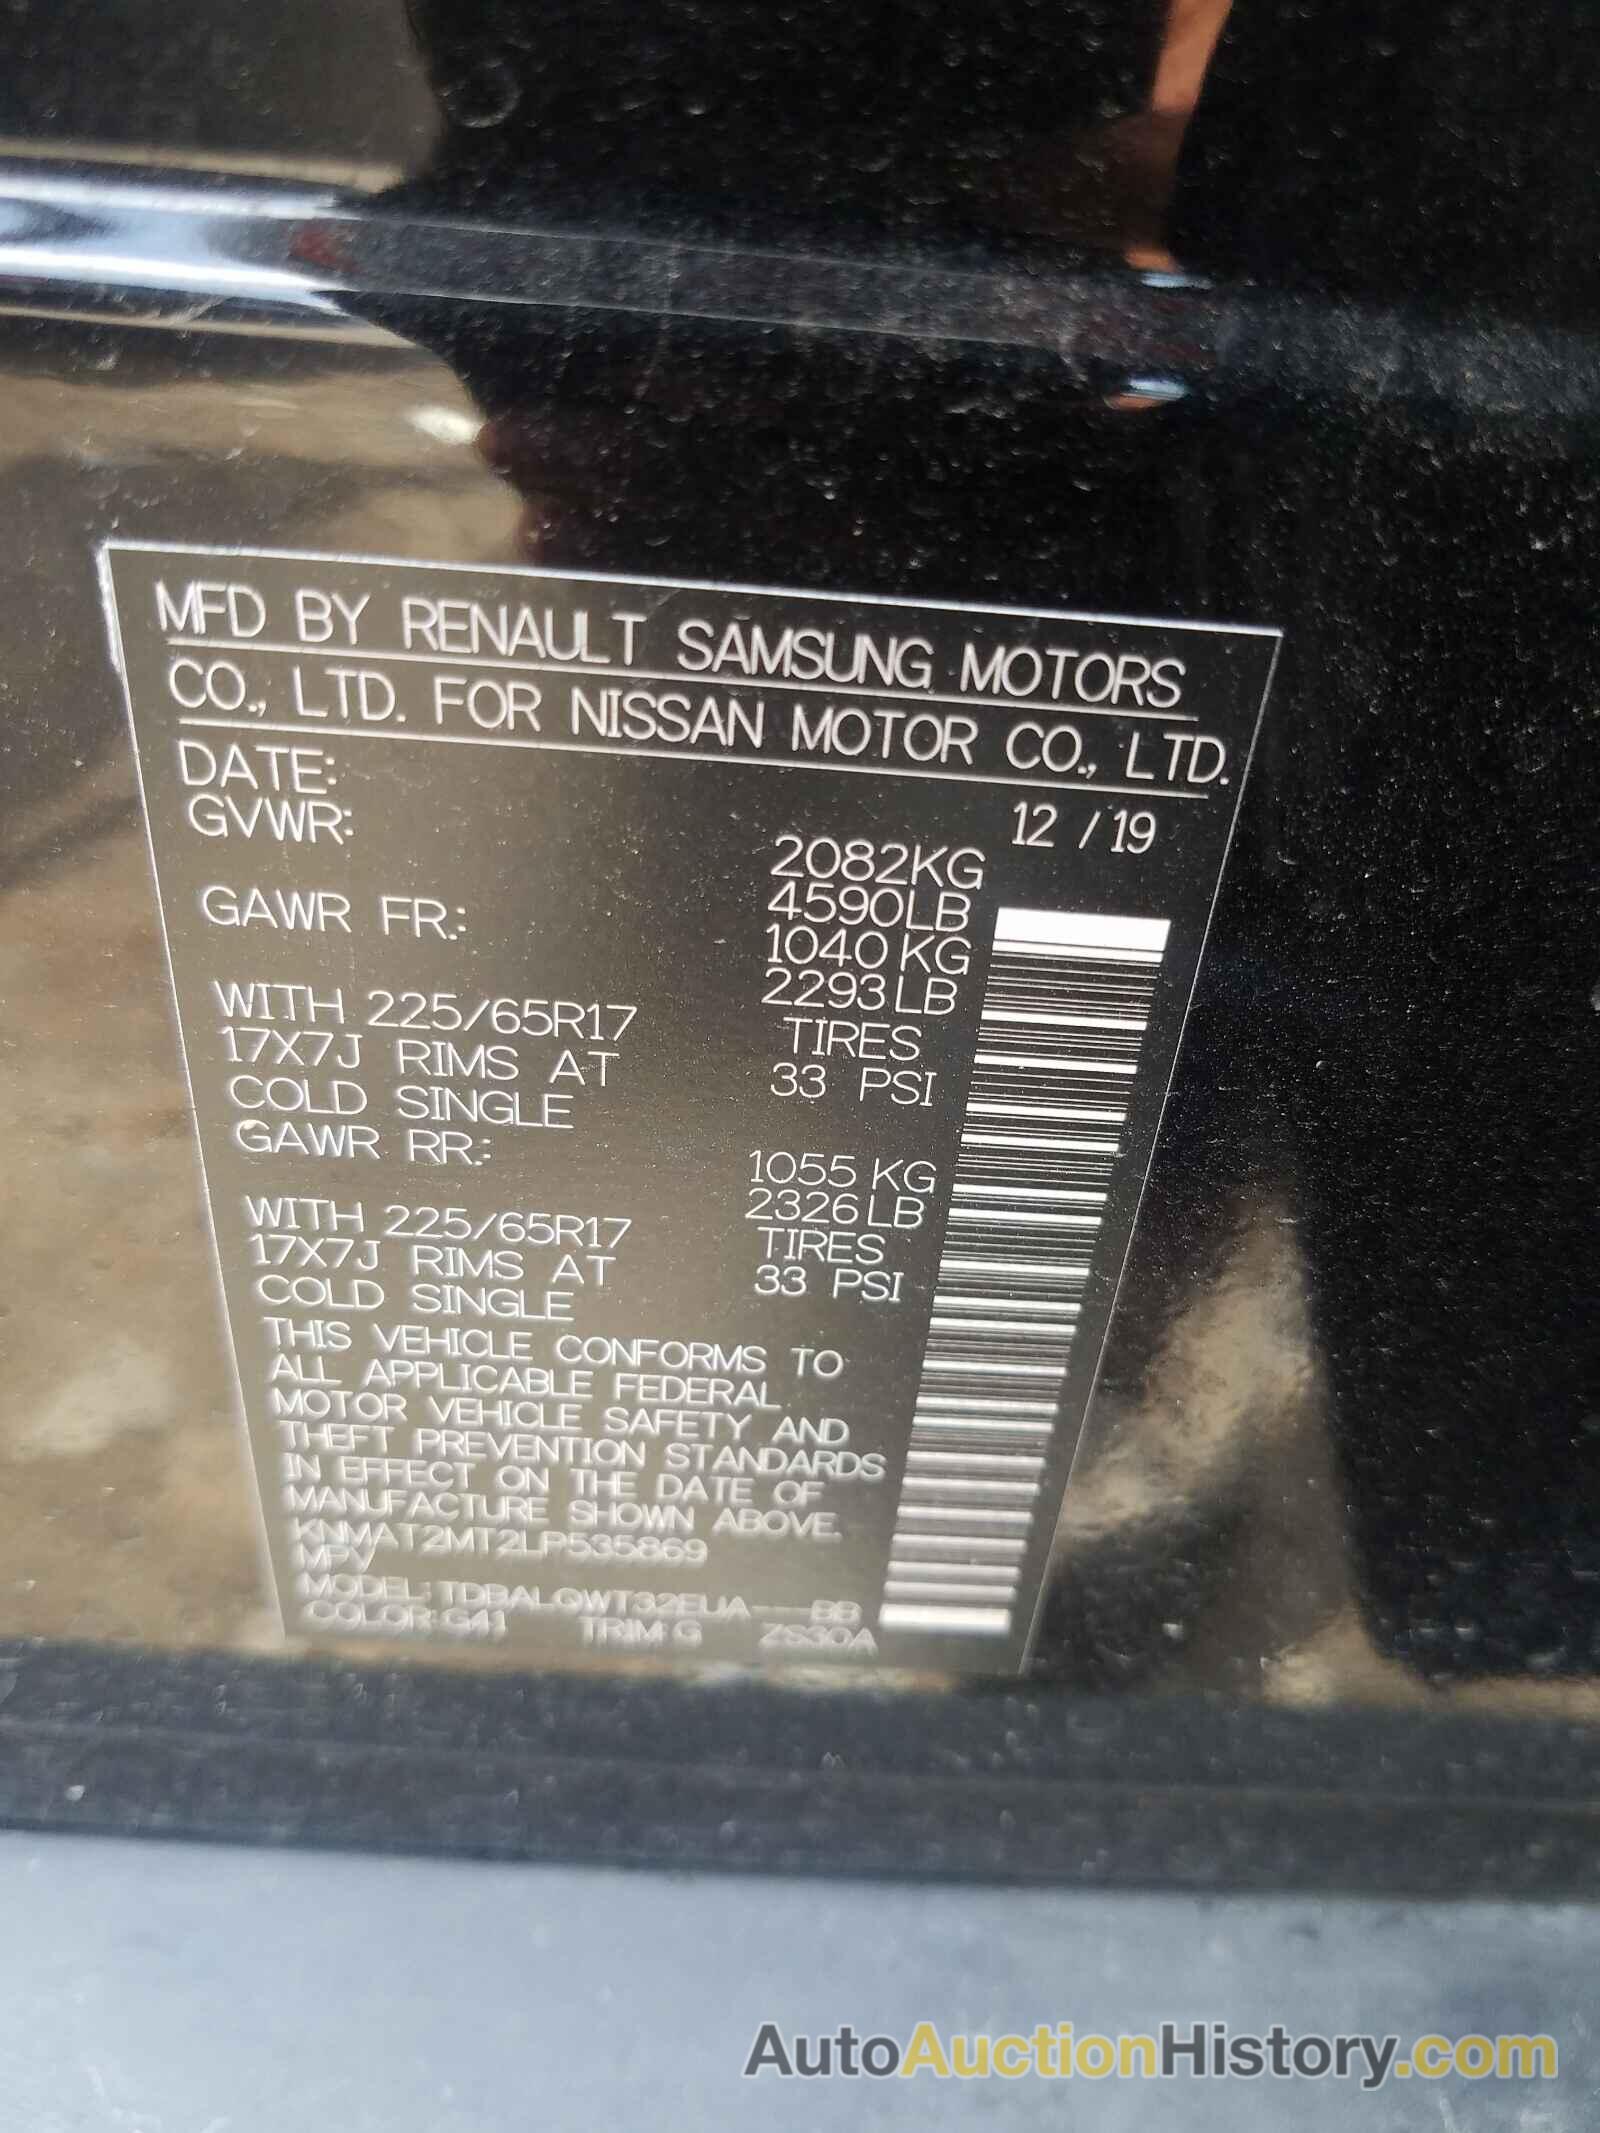 MFD BY RENAULT SAMSUNG MOTORS
CO., LTD. FOR NISSAN MOTOR CO., LTD.
DATE: 12 / 19
GVWR: 2082KG
4590LB
GAWR FR.: 1040 KG
2293LB
WITH 225/65R17 TIRES
17X7J RIMS AT 33 PSI
COLD SINGLE
GAWR RR.: 1055 KG
2326LB
WITH 225/65R17 TIRES
17X7J RIMS AT 33 PSI
COLD SINGLE
THIS VEHICLE CONFORMS TO
ALL APPLICABLE FEDERAL
MOTOR VEHICLE SAFETY AND
THEFT PREVENTION STANDARDS
IN EFFECT ON THE DATE OF
MANUFACTURE SHOWN ABOVE.
KNMAT2MT2LP535869
MPV
MODEL: TDBALQWT32EUA---BB
COLOR: G41 TRIM: G ZS30A
AutoAuctionHistory.com